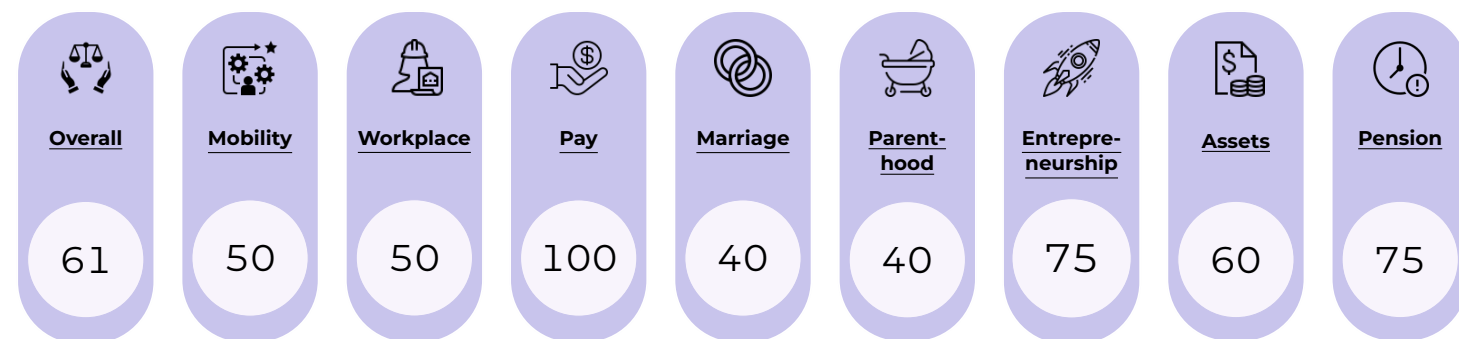 Overall
61
Mobility
50
Workplace
50
$
Pay
100
Marriage
40
Parent-
hood
40
Entrepre-
neurship
75
$
Assets
60
!
Pension
75